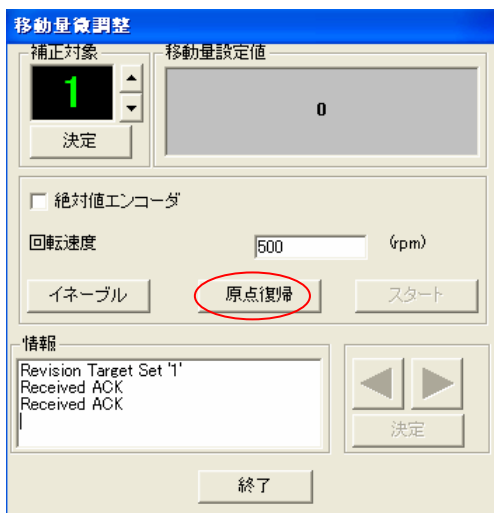 移動量微調整
補正対象
移動量設定値
1
0
決定
絶対値エンコーダ
回転速度
500
(rpm)
イネーブル
原点復帰
スタート
情報
Revision Target Set '1'
Received ACK
Received ACK
決定
終了